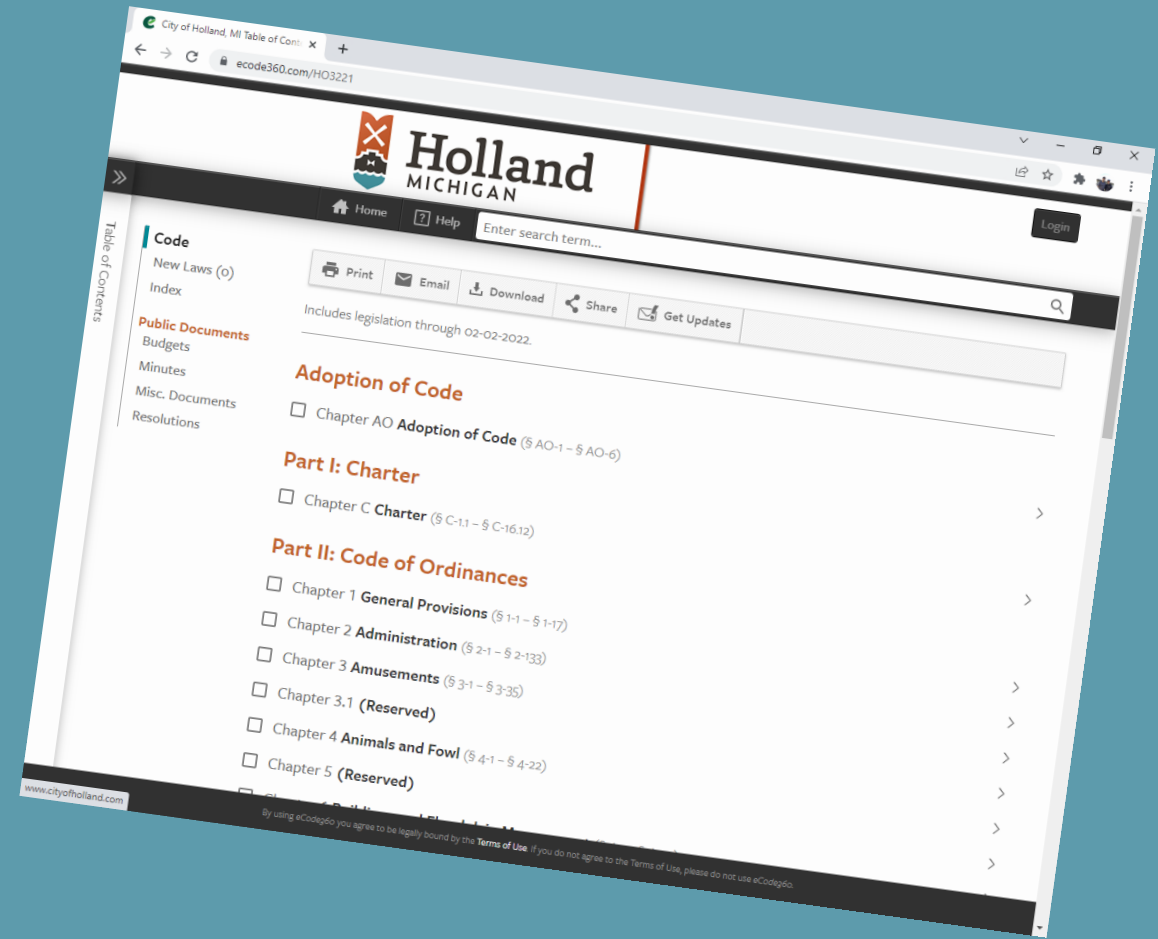 City of Holland, MI Table of Cont
ecode360.com/HO3221
Holland
MICHIGAN
Login
Home
Help
Enter search term...
Table of Contents
Code
New Laws (0)
Index
Public Documents
Budgets
Minutes
Misc. Documents
Resolutions
Print
Email
Download
Share
Get Updates
Includes legislation through 02-02-2022.
Adoption of Code
Chapter AO Adoption of Code (§ AO-1 – § AO-6)
Part I: Charter
Chapter C Charter (§ C-1.1 – § C-16.12)
Part II: Code of Ordinances
Chapter 1 General Provisions (§ 1-1 – § 1-17)
Chapter 2 Administration (§ 2-1 – § 2-133)
Chapter 3 Amusements (§ 3-1 – § 3-35)
Chapter 3.1 (Reserved)
Chapter 4 Animals and Fowl (§ 4-1 – § 4-22)
Chapter 5 (Reserved)
www.cityofholland.com
By using eCode360 you agree to be legally bound by the Terms of Use. If you do not agree to the Terms of Use, please do not use eCode360.